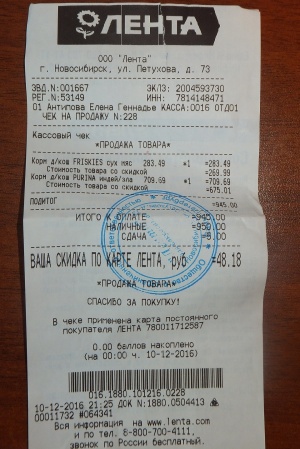 ЛЕНТА
ООО "Лента"
г. Новосибирск, ул. Петухова, д. 73
ЗВД.N:001667 ЭКЛЗ: 2004593730
РЕГ.N:53149 ИНН: 7814148471
01 Антипова Елена Геннадье КАССА:0016 ОТД01
ЧЕК НА ПРОДАЖУ N:228
Кассовый чек
*ПРОДАЖА ТОВАРА*
Корм д/кош FRISKIES сух мяс 283.49 *1 =283.49
Стоимость товара со скидкой =269.99
Корм д/кош PURINA 709.69 *1 =709.69
Стоимость товара со скидкой =675.01
ПОДИТОГ =945.00
ИТОГО К ОПЛАТЕ =945.00
НАЛИЧНЫЕ =950.00
СДАЧА =5.00
ВАША СКИДКА ПО КАРТЕ ЛЕНТА, руб. =48.18
*ПРОДАЖА ТОВАРА*
СПАСИБО ЗА ПОКУПКУ!
В чеке применена карта постоянного
покупателя ЛЕНТА 780011712587
0.00 баллов накоплено
(на 00:00 ч. 10-12-2016)
016.1880.101216.0228
10-12-2016 21:25 ДОК N:1880.0504413
00011732 #064341
Вся информация на www.lenta.com
и по тел. 8-800-700-4111,
звонок по России бесплатный.